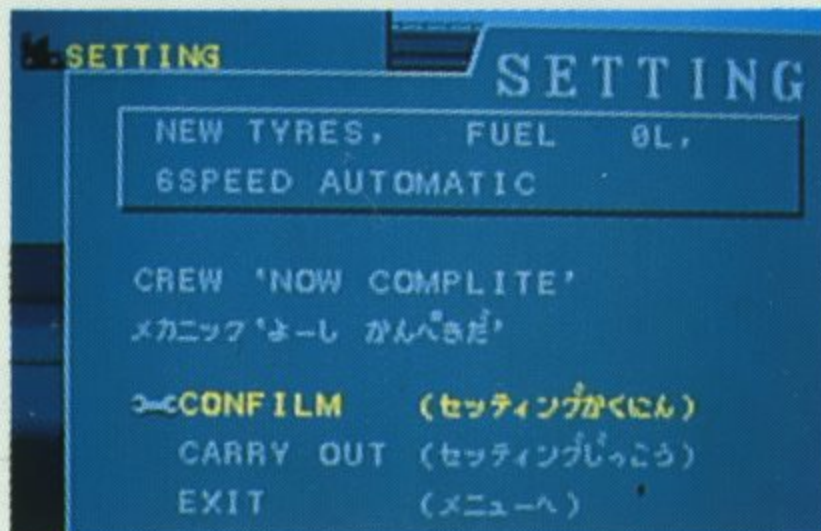 SETTING
SETTING
NEW TYRES, FUEL 0L,
6SPEED AUTOMATIC
CREW 'NOW COMPLITE'
メカニック'よーし かんぺきだ'
CONFILM (セッティングかくにん)
CARRY OUT (セッティングじっこう)
EXIT (メニューへ)